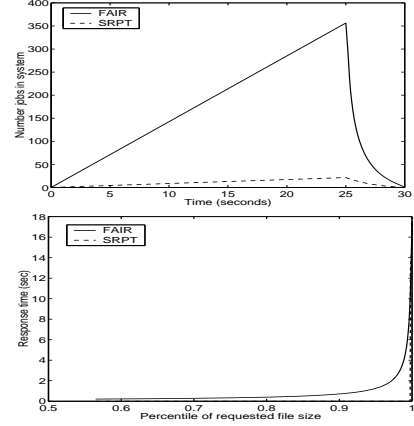 400
350
300
250
200
150
100
50
0
Number jobs in system
FAIR
SRPT
0 5 10 15 20 25 30
Time (seconds)
18
16
14
12
10
8
6
4
2
0
Response time (sec)
FAIR
SRPT
0.5 0.6 0.7 0.8 0.9 1
Percentile of requested file size